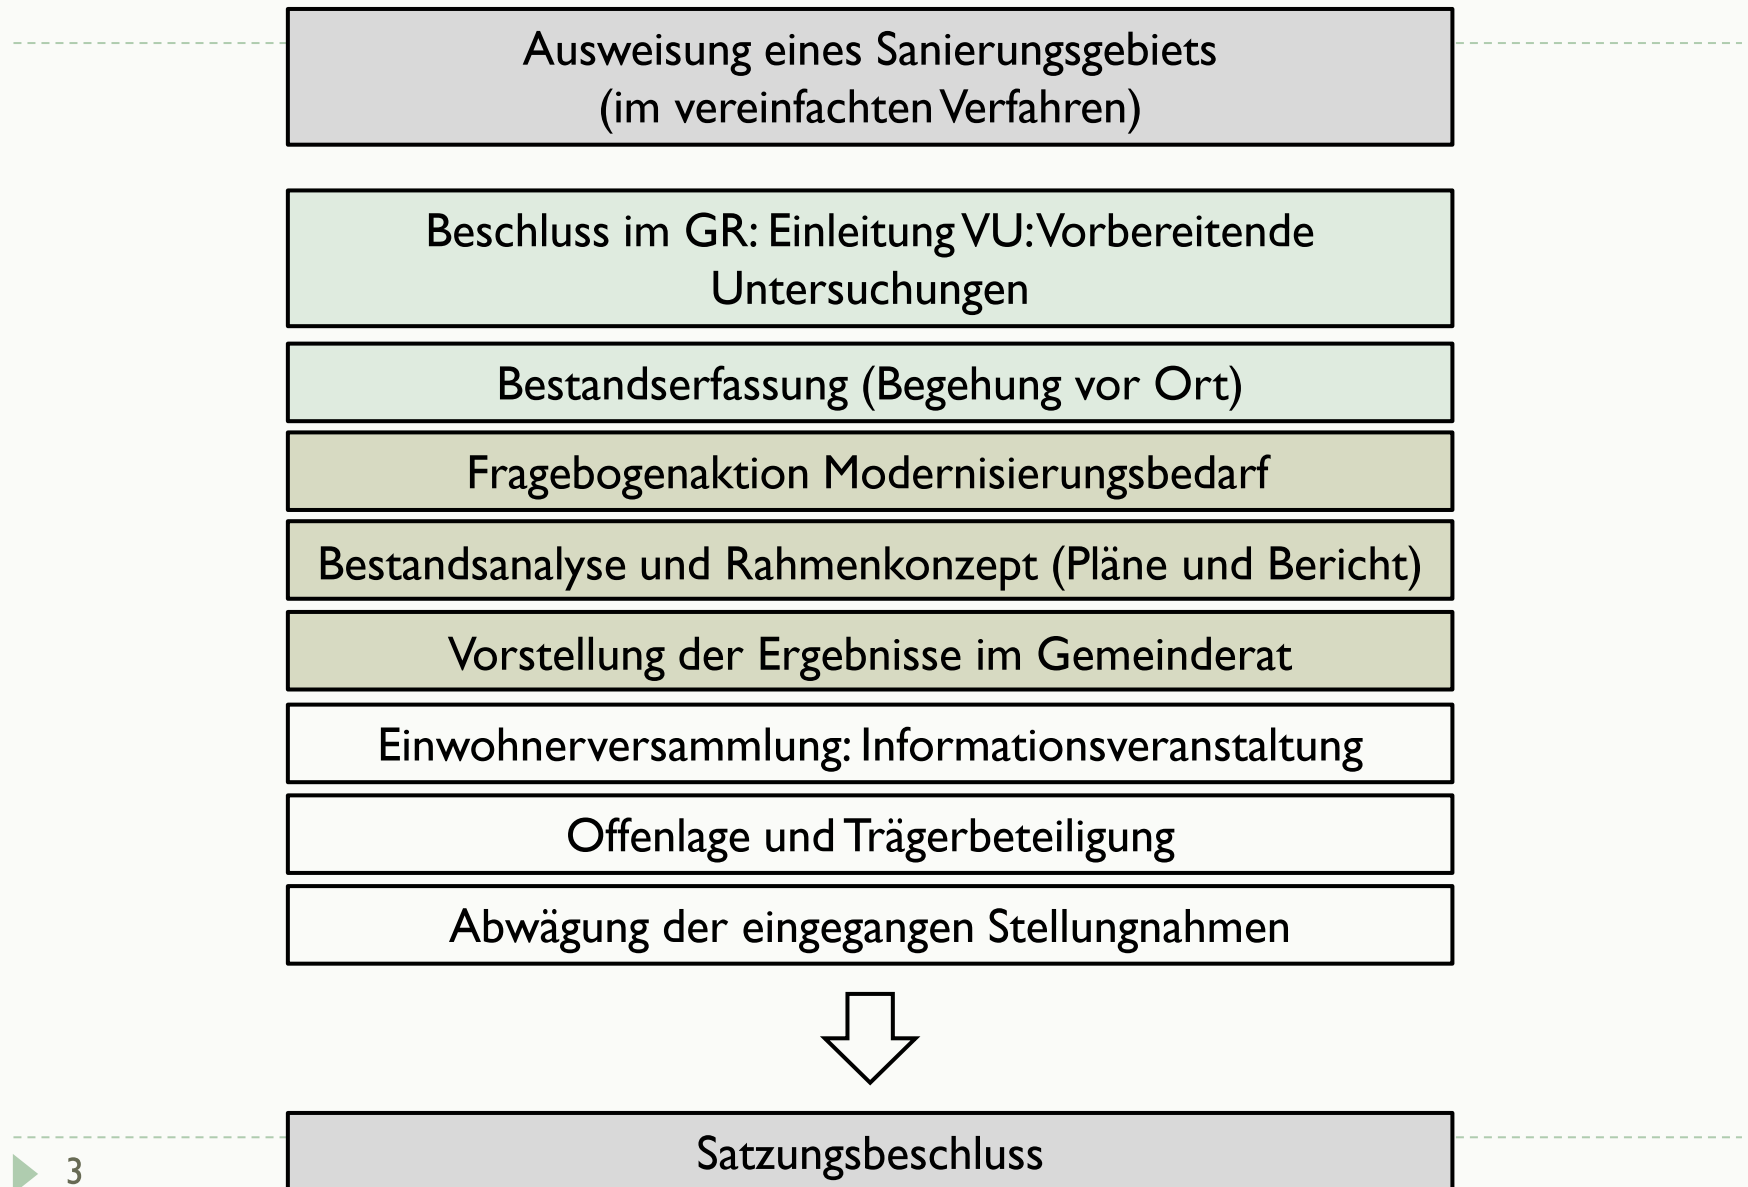 Ausweisung eines Sanierungsgebiets
(im vereinfachten Verfahren)
Beschluss im GR: Einleitung VU: Vorbereitende
Untersuchungen
Bestandserfassung (Begehung vor Ort)
Fragebogenaktion Modernisierungsbedarf
Bestandsanalyse und Rahmenkonzept (Pläne und Bericht)
Vorstellung der Ergebnisse im Gemeinderat
Einwohnerversammlung: Informationsveranstaltung
Offenlage und Trägerbeteiligung
Abwägung der eingegangen Stellungnahmen
Satzungsbeschluss
3